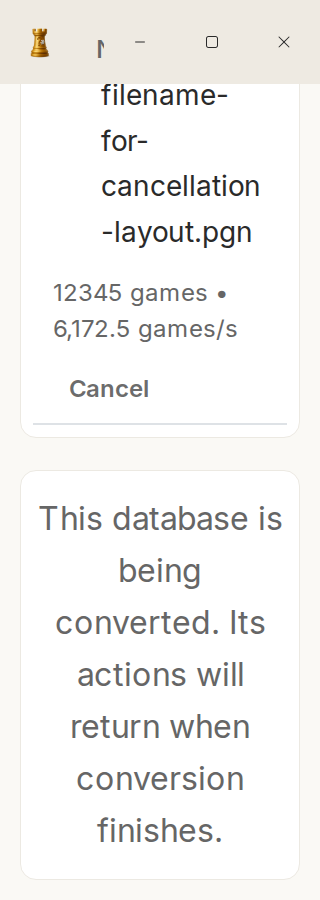 filename-
for-
cancellation
-layout.pgn
12345 games •
6,172.5 games/s
Cancel
This database is
being
converted. Its
actions will
return when
conversion
finishes.